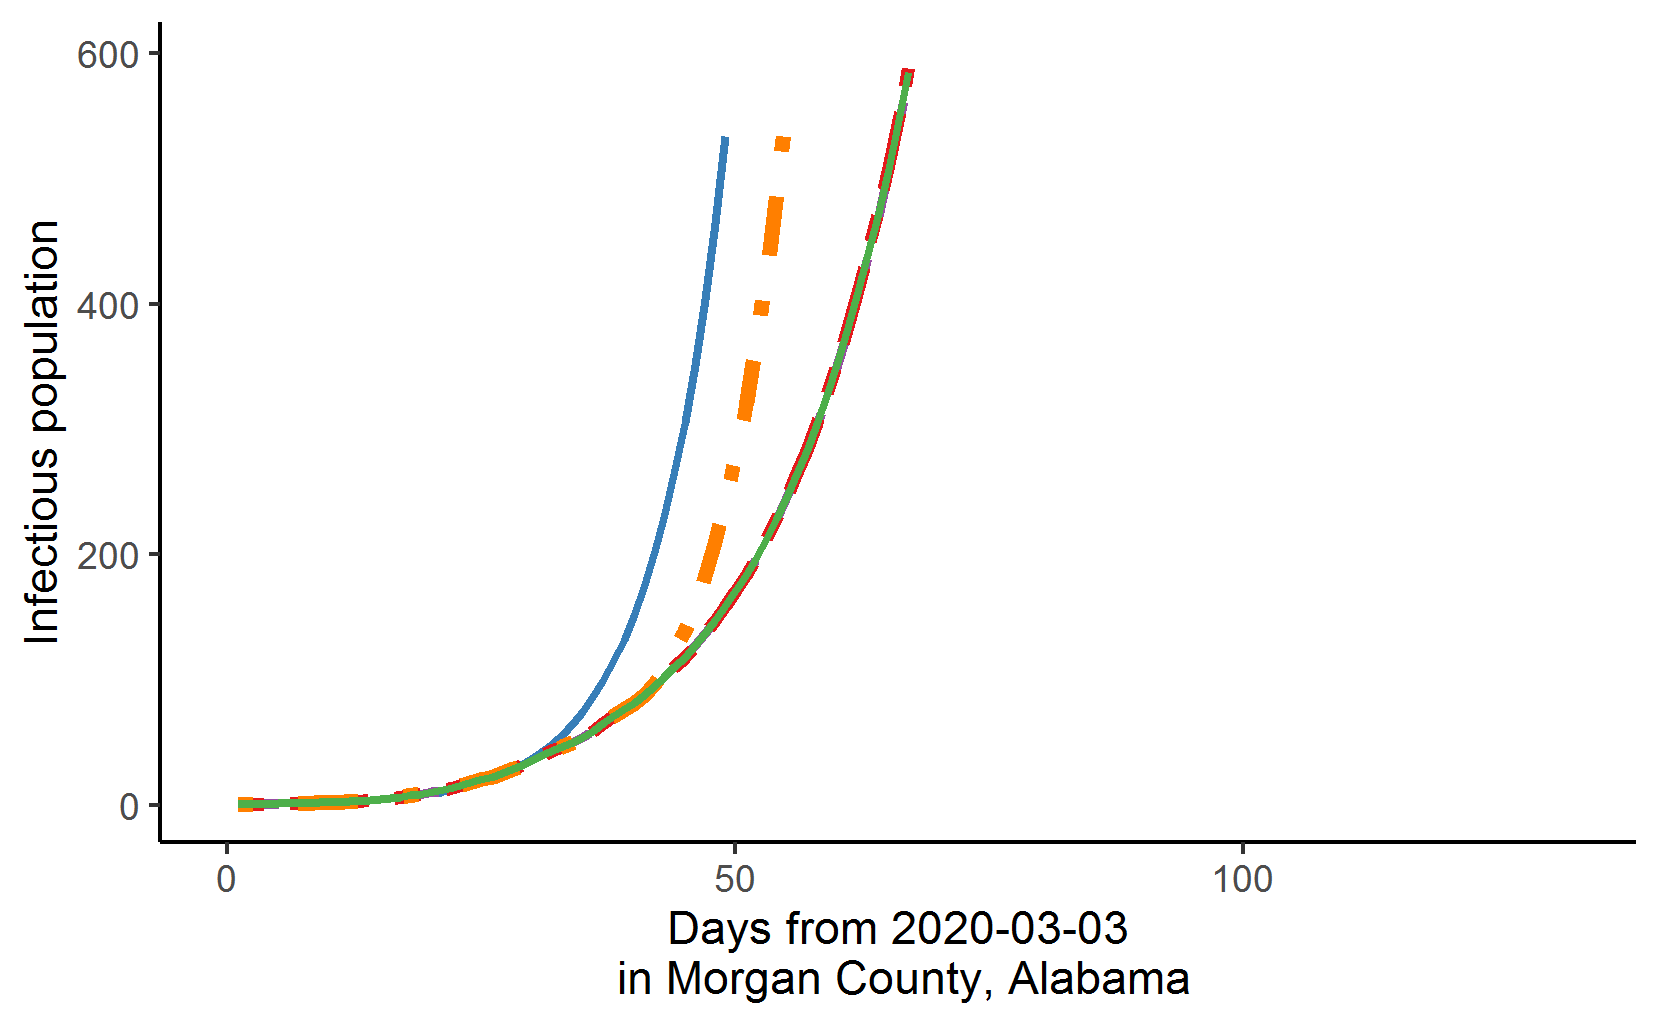 600
400
200
0
Infectious population
0 50 100
Days from 2020-03-03
in Morgan County, Alabama